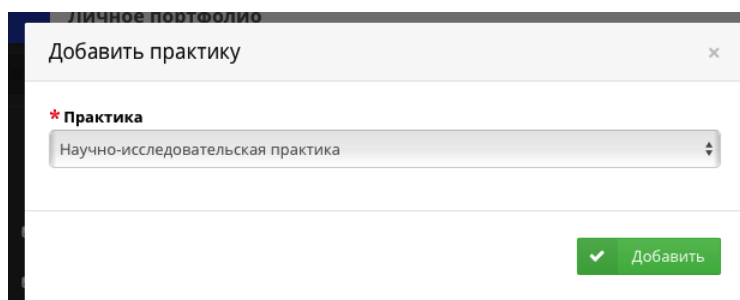 Личное портфолио
Добавить практику
×
* Практика
Научно-исследовательская практика
Добавить